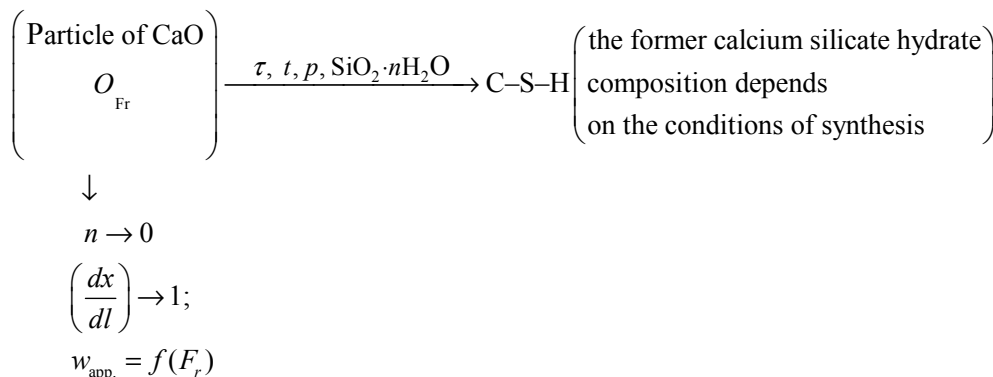 Particle of CaO
O_Fr
τ, t, p, SiO₂·nH₂O
C–S–H
the former calcium silicate hydrate
composition depends
on the conditions of synthesis
↓
n → 0
(dx/dl) → 1;
w_app. = f(F_r)